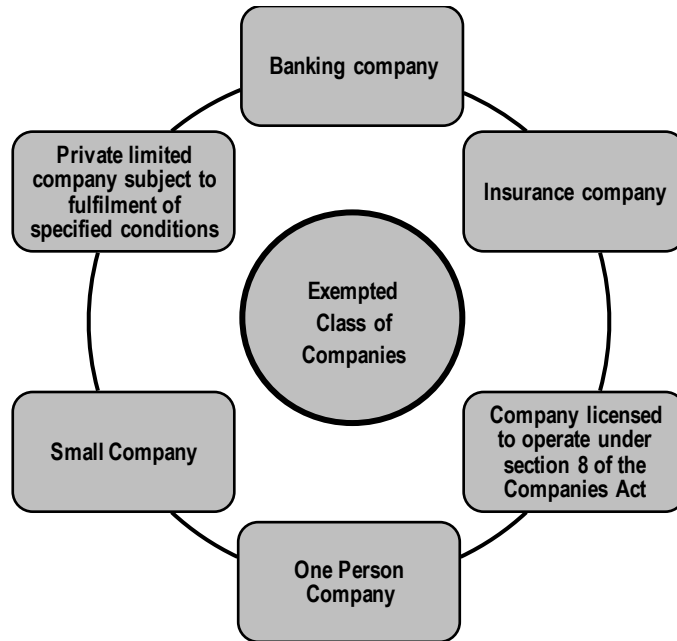 Banking company
Private limited
company subject to
fulfilment of
specified conditions
Insurance company
Exempted
Class of
Companies
Small Company
Company licensed
to operate under
section 8 of the
Companies Act
One Person
Company